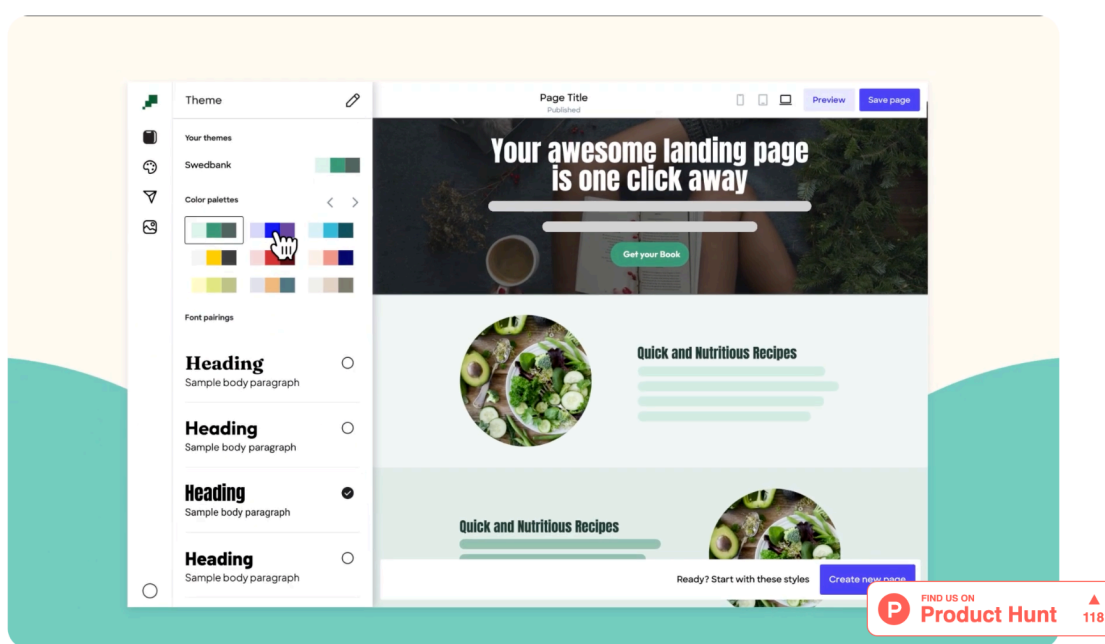 Theme
Page Title
Published
Preview
Save page
Your themes
Swedbank
Color palettes
Font pairings
Heading
Sample body paragraph
Heading
Sample body paragraph
Heading
Sample body paragraph
Heading
Sample body paragraph
Your awesome landing page
is one click away
Get your Book
Quick and Nutritious Recipes
Quick and Nutritious Recipes
Ready? Start with these styles
Create new page
P
FIND US ON
Product Hunt
118